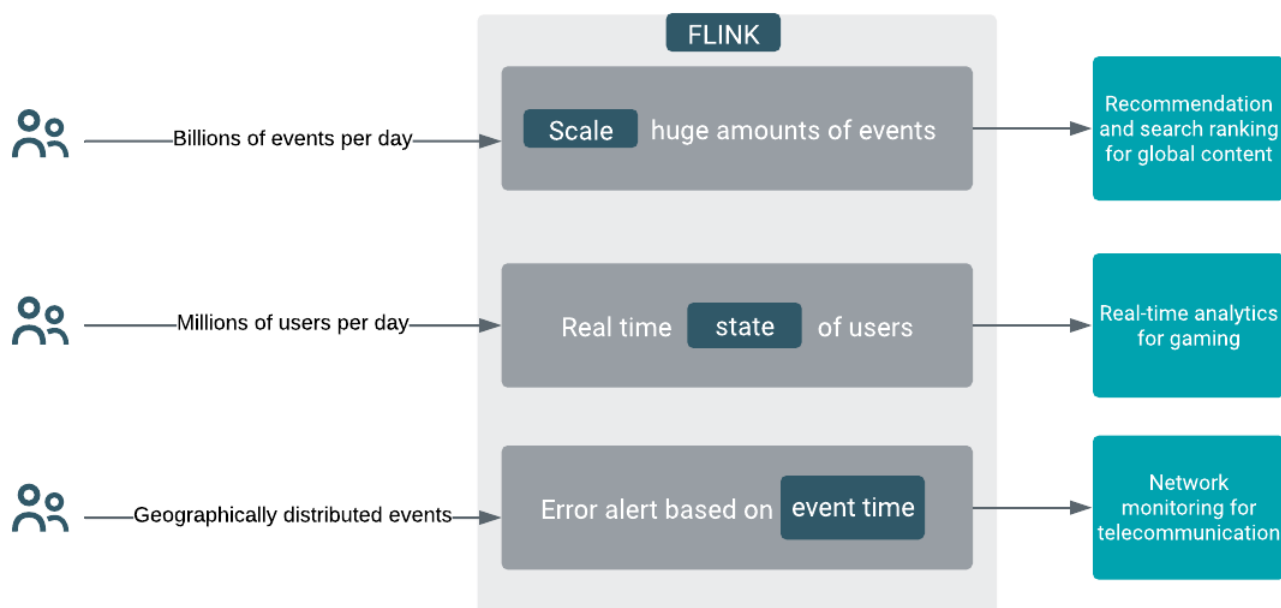 FLINK
Billions of events per day
Scale huge amounts of events
Recommendation
and search ranking
for global content
Millions of users per day
Real time state of users
Real-time analytics
for gaming
Geographically distributed events
Error alert based on event time
Network
monitoring for
telecommunication